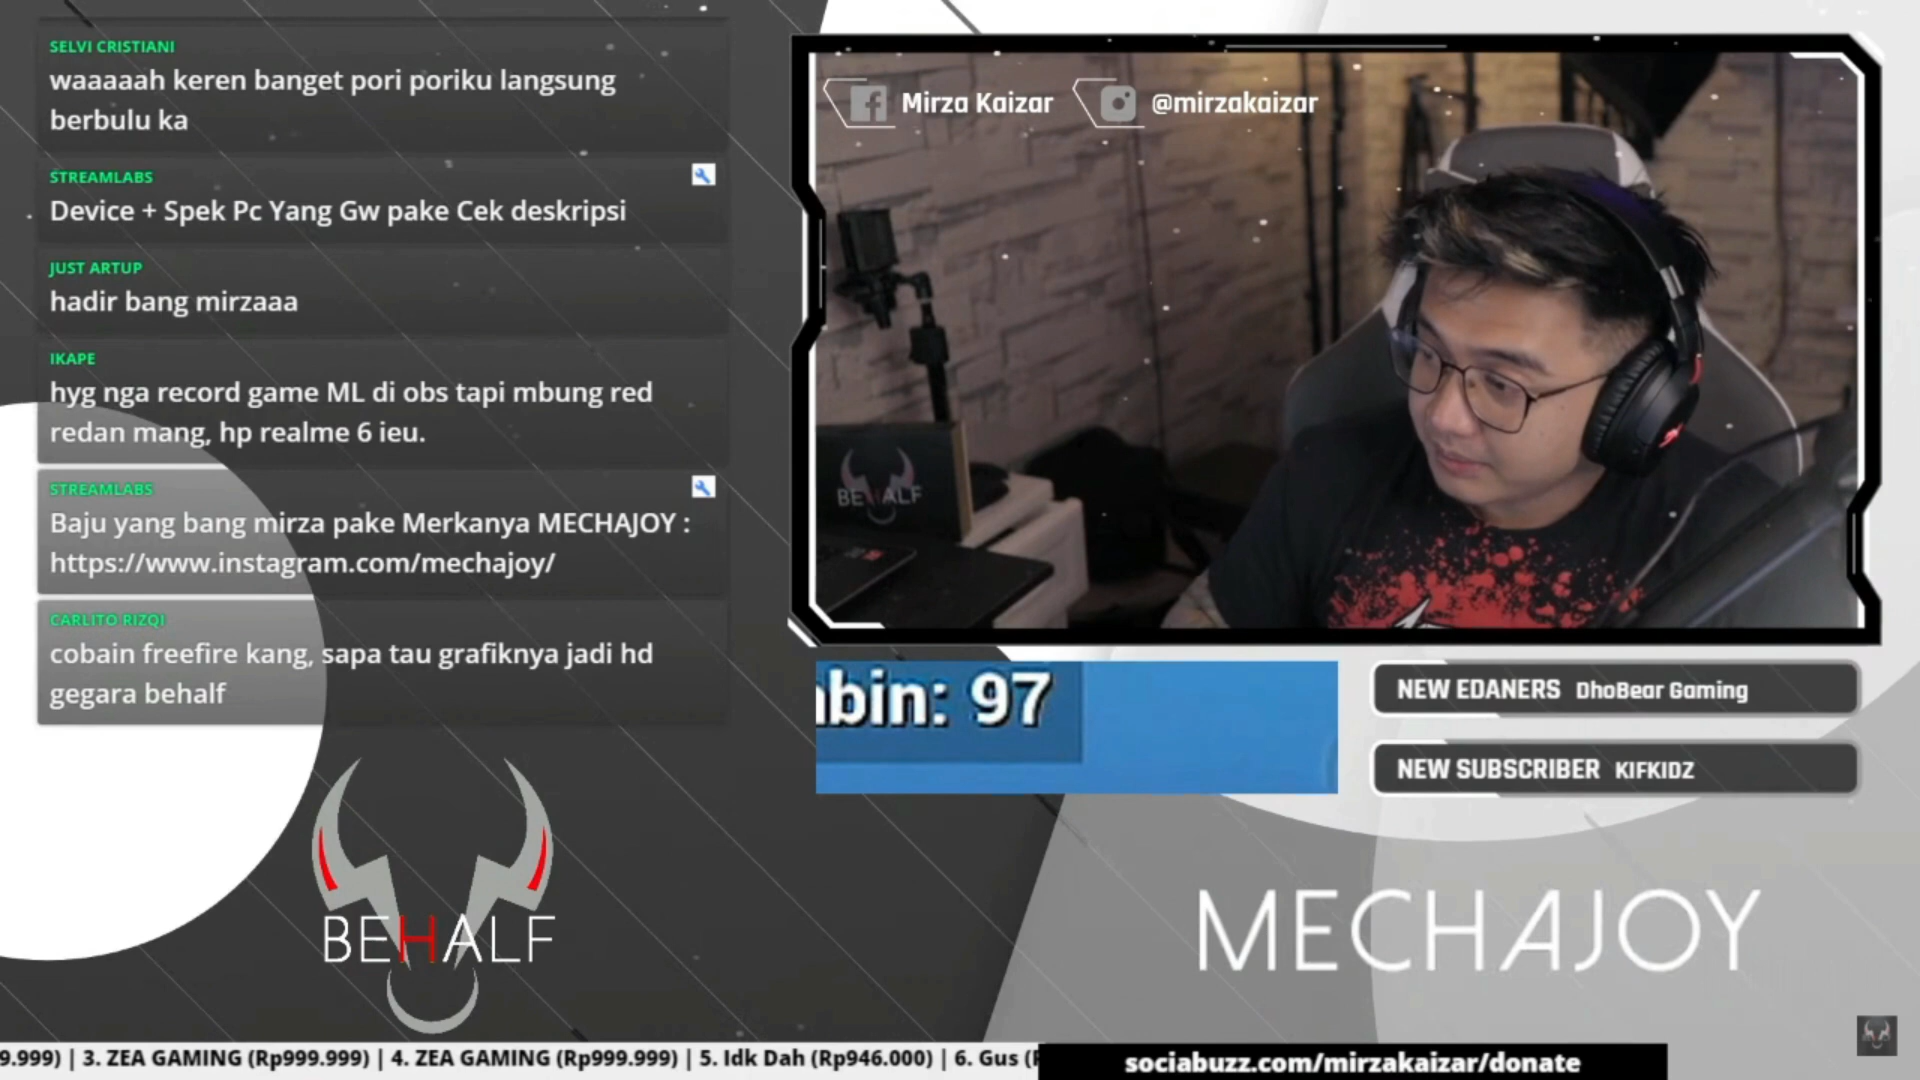 SELVI CRISTIANI
waaaaah keren banget pori poriku langsung
berbulu ka
STREAMLABS
Device + Spek Pc Yang Gw pake Cek deskripsi
JUST ARTUP
hadir bang mirzaaa
IKAPE
hyg nga record game ML di obs tapi mbung red
redan mang, hp realme 6 ieu.
STREAMLABS
Baju yang bang mirza pake Merkanya MECHAJOY :
https://www.instagram.com/mechajoy/
CARLITO RIZQI
cobain freefire kang, sapa tau grafiknya jadi hd
gegara behalf
BEHALF
Mirza Kaizar
@mirzakaizar
BEHALF
bin: 97
NEW EDANERS DhoBear Gaming
NEW SUBSCRIBER KIFKIDZ
MECHAJOY
9.999) | 3. ZEA GAMING (Rp999.999) | 4. ZEA GAMING (Rp999.999) | 5. Idk Dah (Rp946.000) | 6. Gus (
sociabuzz.com/mirzakaizar/donate